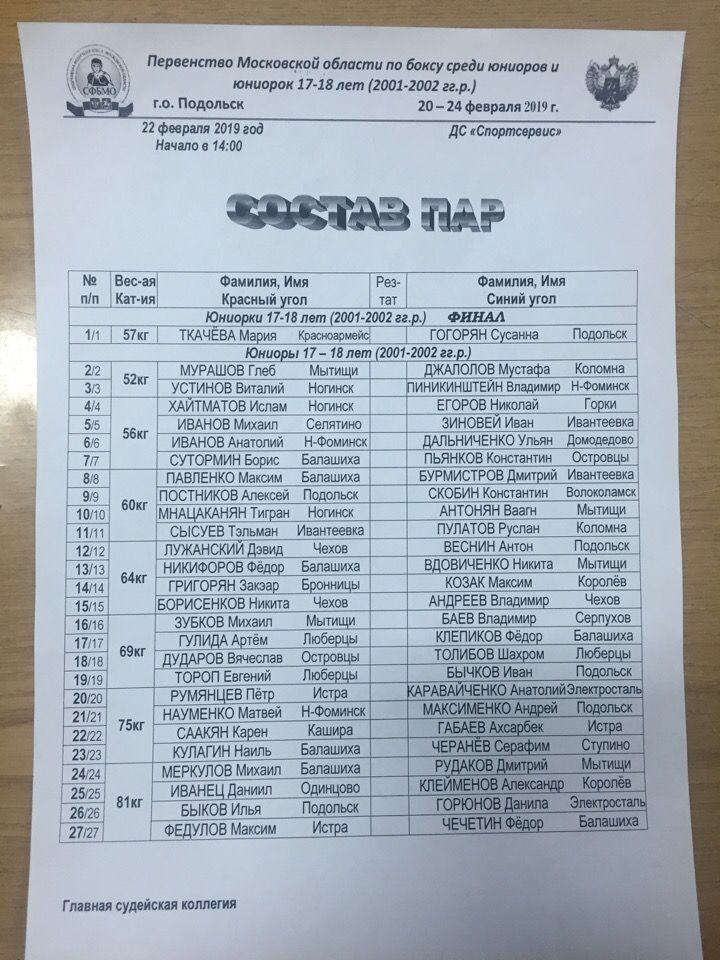 СФБМО
Первенство Московской области по боксу среди юниоров и
юниорок 17-18 лет (2001-2002 гг.р.)
г.о. Подольск 20 – 24 февраля 2019 г.
22 февраля 2019 год ДС «Спортсервис»
Начало в 14:00
СОСТАВ ПАР
№ Вес-ая Фамилия, Имя Рез- Фамилия, Имя
п/п Кат-ия Красный угол тат Синий угол
Юниорки 17-18 лет (2001-2002 гг.р.) ФИНАЛ
1/1 57кг ТКАЧЁВА Мария Красноармейс ГОГОРЯН Сусанна Подольск
Юниоры 17 – 18 лет (2001-2002 гг.р.)
2/2 52кг МУРАШОВ Глеб Мытищи ДЖАЛОЛОВ Мустафа Коломна
3/3 УСТИНОВ Виталий Ногинск ПИНИКИНШТЕЙН Владимир Н-Фоминск
4/4 56кг ХАЙТМАТОВ Ислам Ногинск ЕГОРОВ Николай Горки
5/5 ИВАНОВ Михаил Селятино ЗИНОВЕЙ Иван Ивантеевка
6/6 ИВАНОВ Анатолий Н-Фоминск ДАЛЬНИЧЕНКО Ульян Домодедово
7/7 СУТОРМИН Борис Балашиха ПЬЯНКОВ Константин Островцы
8/8 60кг ПАВЛЕНКО Максим Балашиха БУРМИСТРОВ Дмитрий Ивантеевка
9/9 ПОСТНИКОВ Алексей Подольск СКОБИН Константин Волоколамск
10/10 МНАЦАКАНЯН Тигран Ногинск АНТОНЯН Ваагн Мытищи
11/11 СЫСУЕВ Тэльман Ивантеевка ПУЛАТОВ Руслан Коломна
12/12 64кг ЛУЖАНСКИЙ Дэвид Чехов ВЕСНИН Антон Подольск
13/13 НИКИФОРОВ Фёдор Балашиха ВДОВИЧЕНКО Никита Мытищи
14/14 ГРИГОРЯН Закэар Бронницы КОЗАК Максим Королёв
15/15 БОРИСЕНКОВ Никита Чехов АНДРЕЕВ Владимир Чехов
16/16 69кг ЗУБКОВ Михаил Мытищи БАЕВ Владимир Серпухов
17/17 ГУЛИДА Артём Люберцы КЛЕПИКОВ Фёдор Балашиха
18/18 ДУДАРОВ Вячеслав Островцы ТОЛИБОВ Шахром Люберцы
19/19 ТОРОП Евгений Люберцы БЫЧКОВ Иван Подольск
20/20 75кг РУМЯНЦЕВ Пётр Истра КАРАВАЙЧЕНКО Анатолий Электросталь
21/21 НАУМЕНКО Матвей Н-Фоминск МАКСИМЕНКО Андрей Подольск
22/22 СААКЯН Карен Кашира ГАБАЕВ Ахсарбек Истра
23/23 КУЛАГИН Наиль Балашиха ЧЕРАНЁВ Серафим Ступино
24/24 81кг МЕРКУЛОВ Михаил Балашиха РУДАКОВ Дмитрий Мытищи
25/25 ИВАНЕЦ Даниил Одинцово КЛЕЙМЕНОВ Александр Королёв
26/26 БЫКОВ Илья Подольск ГОРЮНОВ Данила Электросталь
27/27 ФЕДУЛОВ Максим Истра ЧЕЧЕТИН Фёдор Балашиха
Главная судейская коллегия